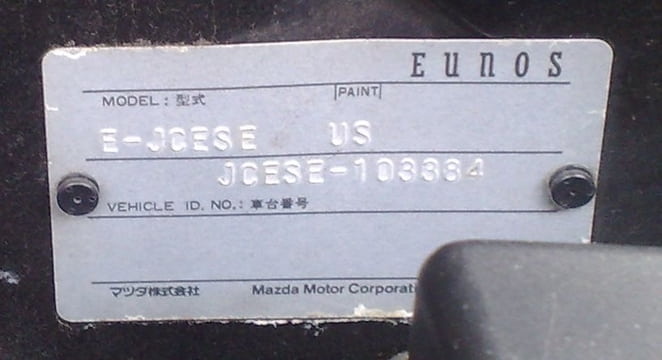 EUNOS
MODEL : 型式 PAINT
E-JCESE US
JCESE-103384
VEHICLE ID. NO. : 車台番号
マツダ株式会社 Mazda Motor